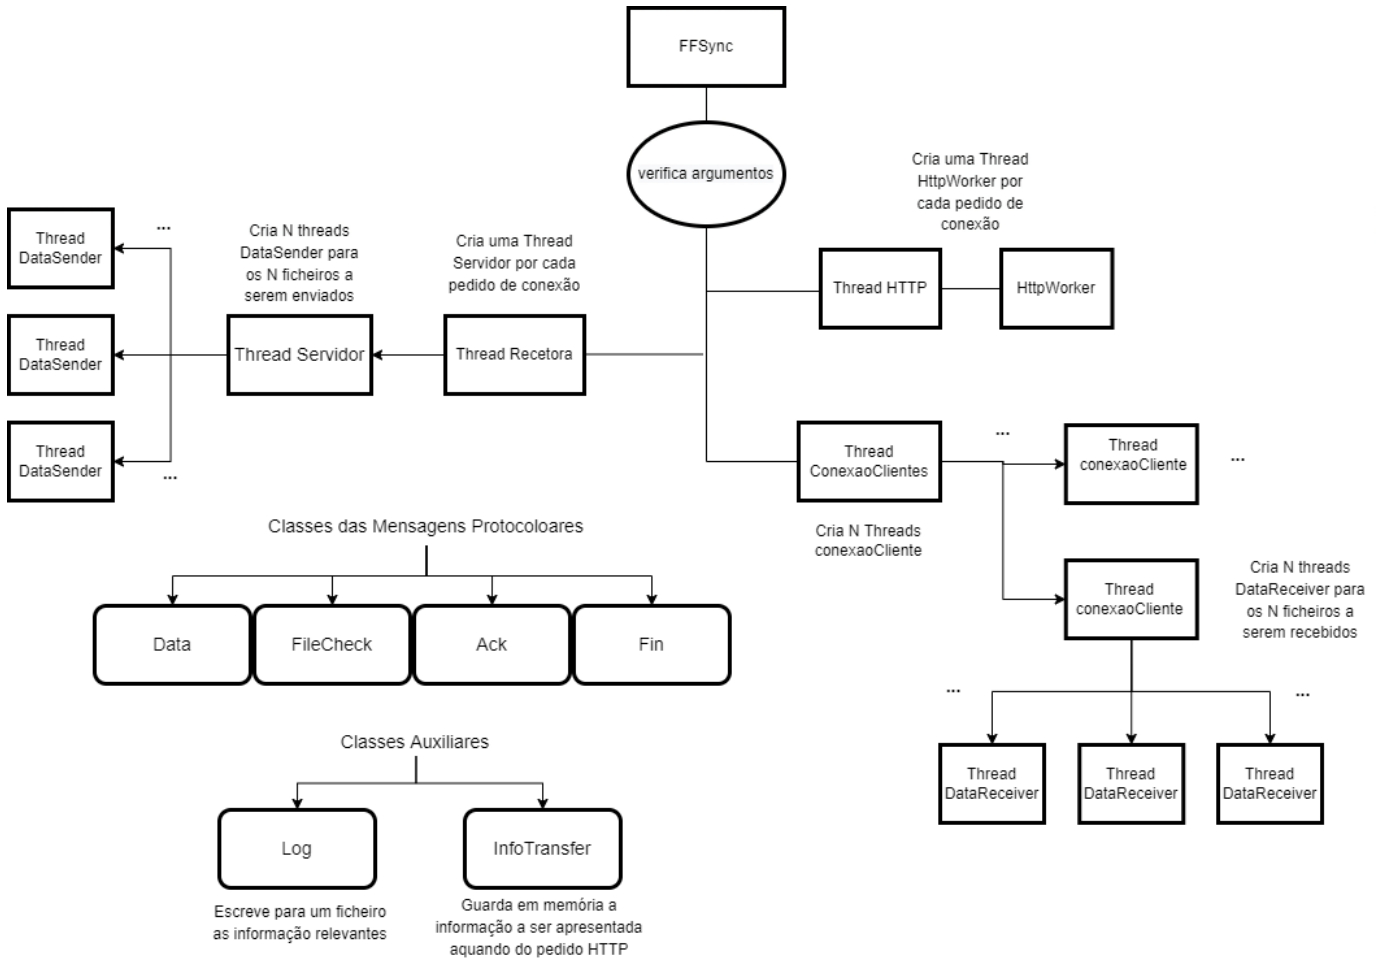 FFSync
verifica argumentos
Cria uma Thread
HttpWorker por
cada pedido de
conexão
Thread HTTP
HttpWorker
Cria uma Thread
Servidor por cada
pedido de conexão
Thread Recetora
Cria N threads
DataSender para
os N ficheiros a
serem enviados
Thread Servidor
...
Thread
DataSender
Thread
DataSender
Thread
DataSender
...
Thread
ConexaoClientes
Cria N Threads
conexaoCliente
...
Thread
conexaoCliente
...
Thread
conexaoCliente
Cria N threads
DataReceiver para
os N ficheiros a
serem recebidos
...
...
Thread
DataReceiver
Thread
DataReceiver
Thread
DataReceiver
Classes das Mensagens Protocoloares
Data
FileCheck
Ack
Fin
Classes Auxiliares
Log
InfoTransfer
Escreve para um ficheiro
as informação relevantes
Guarda em memória a
informação a ser apresentada
aquando do pedido HTTP